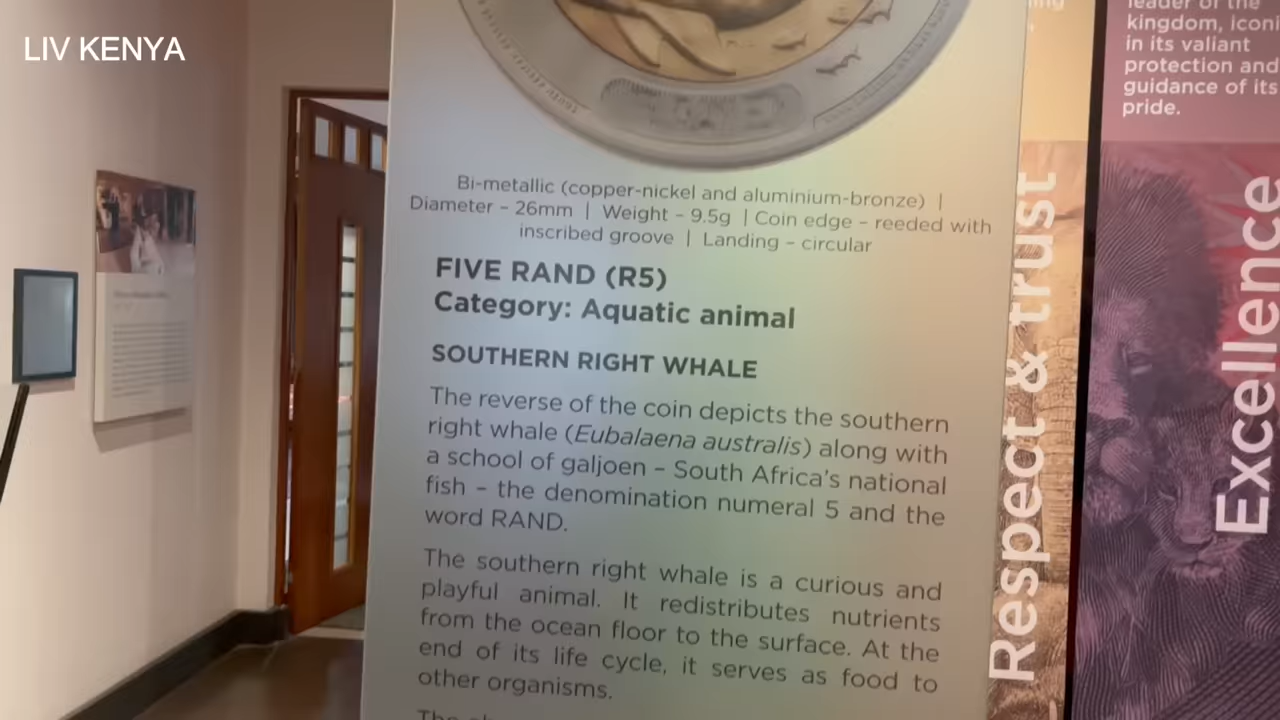 LIV KENYA
Bi-metallic (copper-nickel and aluminium-bronze) |
Diameter – 26mm | Weight – 9.5g | Coin edge – reeded with
inscribed groove | Landing – circular
FIVE RAND (R5)
Category: Aquatic animal
SOUTHERN RIGHT WHALE
The reverse of the coin depicts the southern
right whale (Eubalaena australis) along with
a school of galjoen – South Africa's national
fish – the denomination numeral 5 and the
word RAND.
The southern right whale is a curious and
playful animal. It redistributes nutrients
from the ocean floor to the surface. At the
end of its life cycle, it serves as food to
other organisms.
Respect & trust
leader of the
kingdom, iconi
in its valiant
protection and
guidance of its
pride.
Excellence